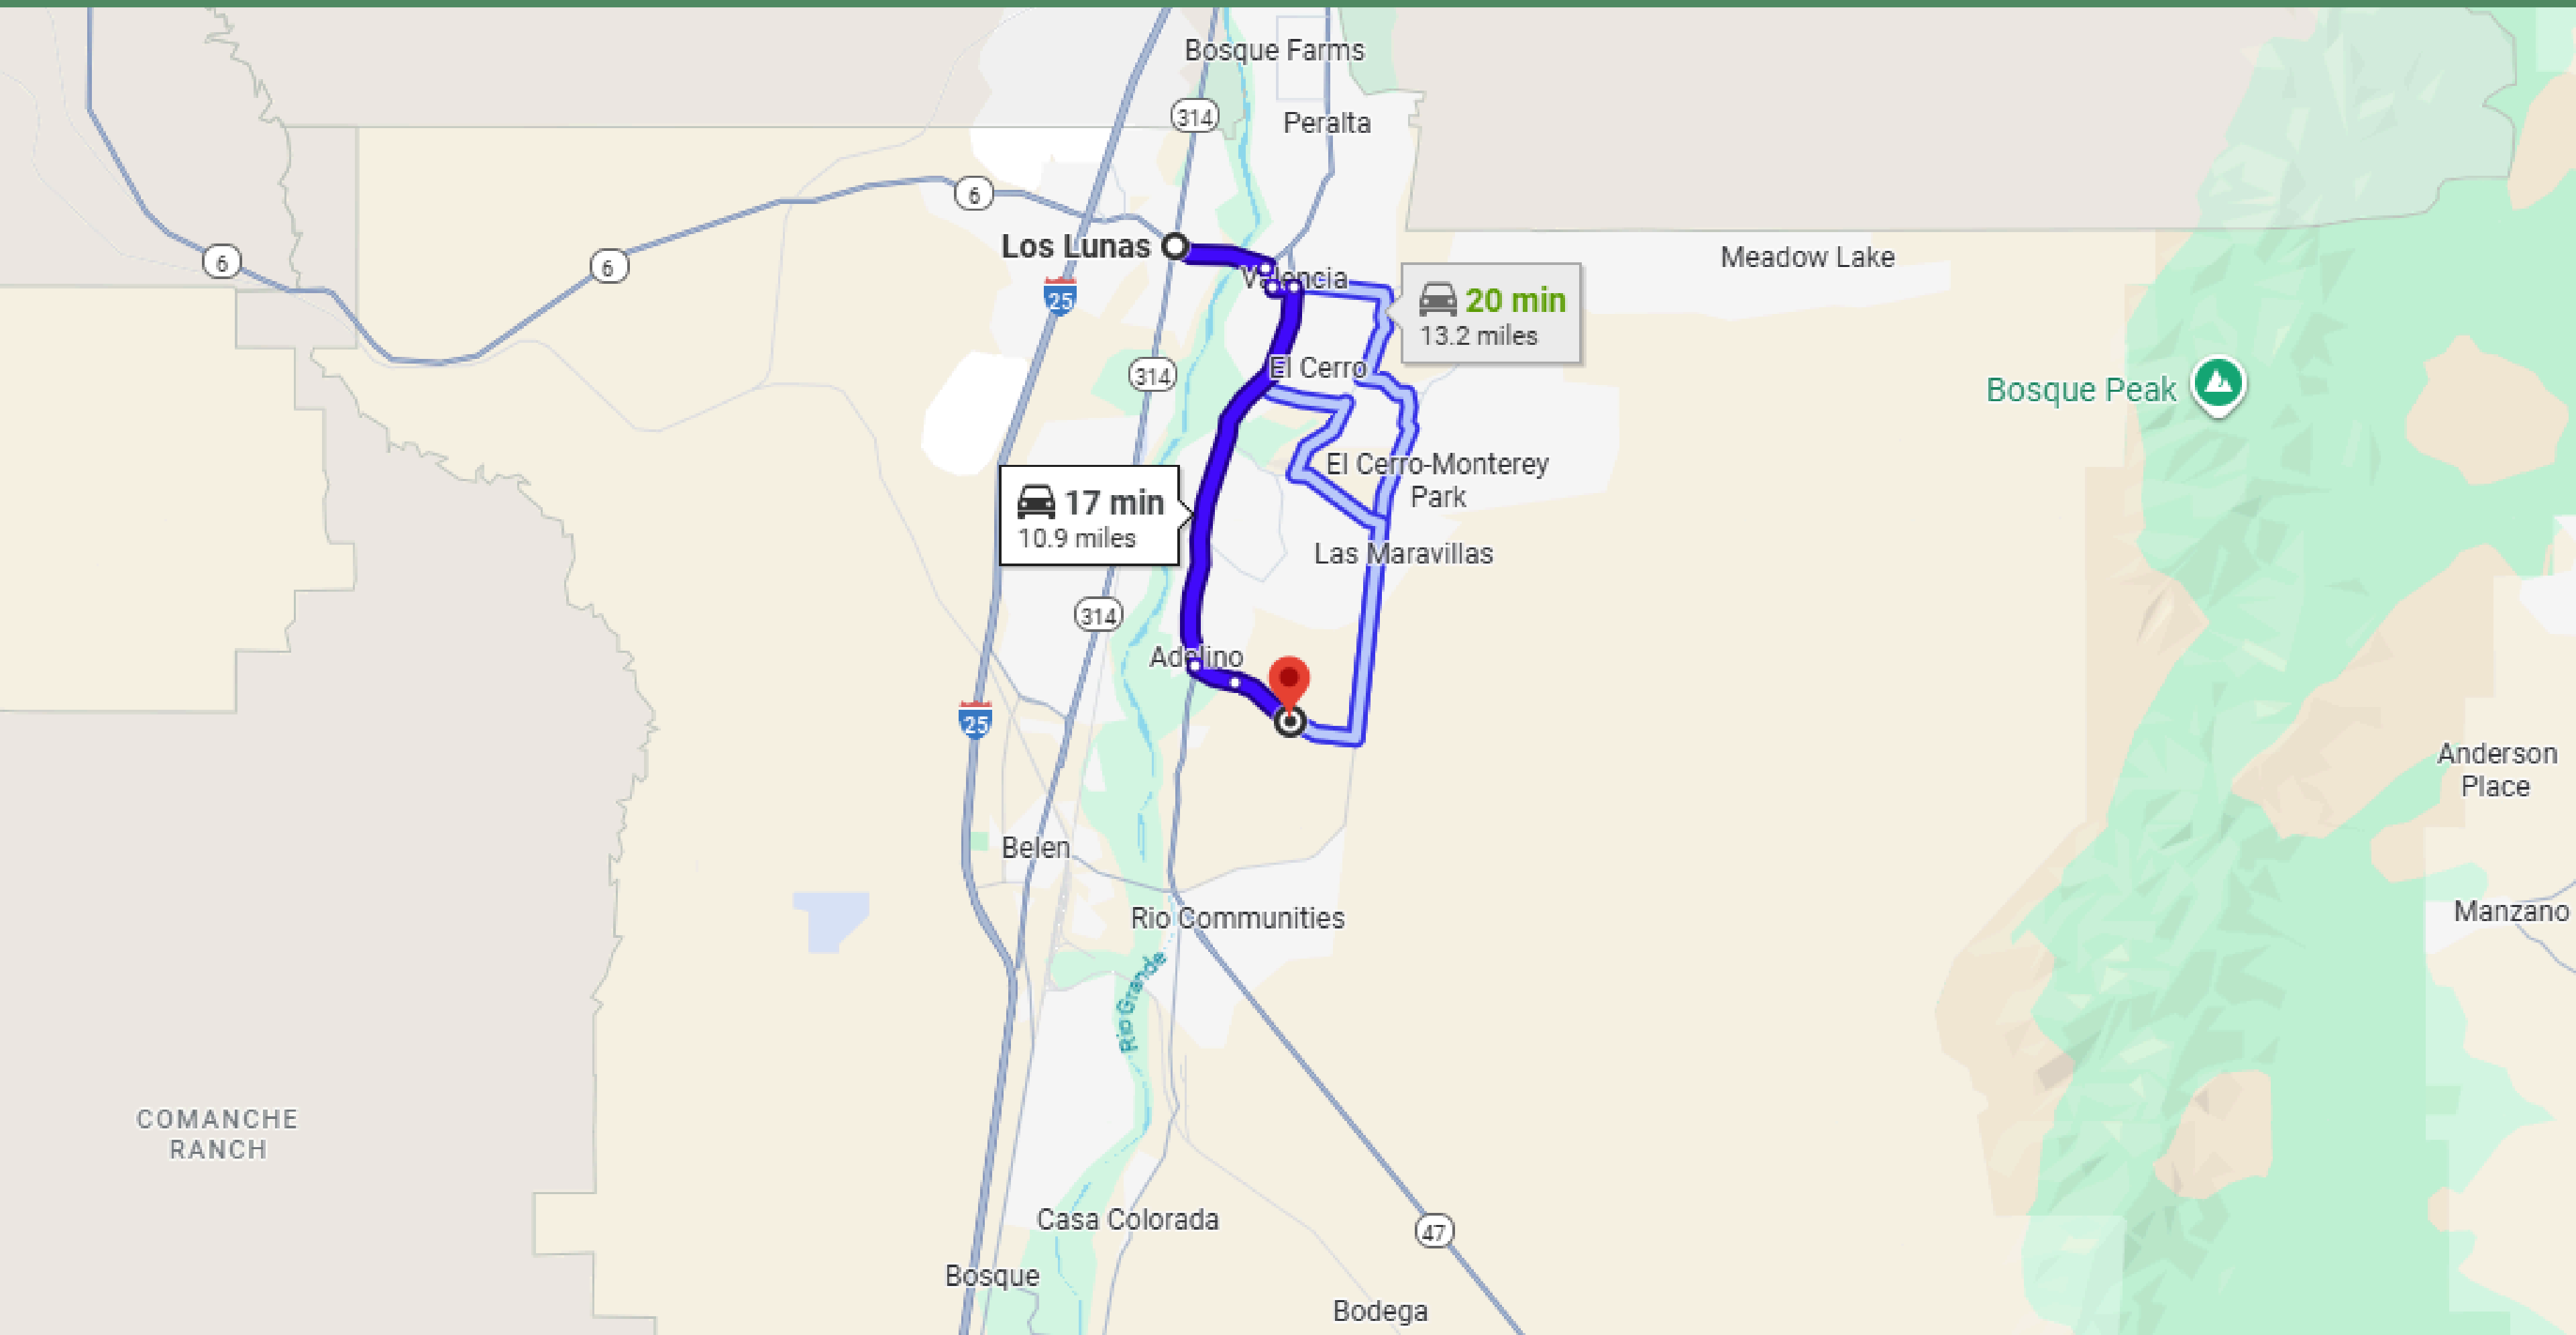 Bosque Farms
314
Peralta
6
Los Lunas
6
6
Meadow Lake
Valencia
25
20 min
13.2 miles
El Cerro
314
Bosque Peak
El Cerro-Monterey
Park
17 min
10.9 miles
Las Maravillas
314
Adelino
25
Anderson
Place
Belen
Rio Communities
Manzano
Rio Grande
COMANCHE
RANCH
Casa Colorada
47
Bosque
Bodega